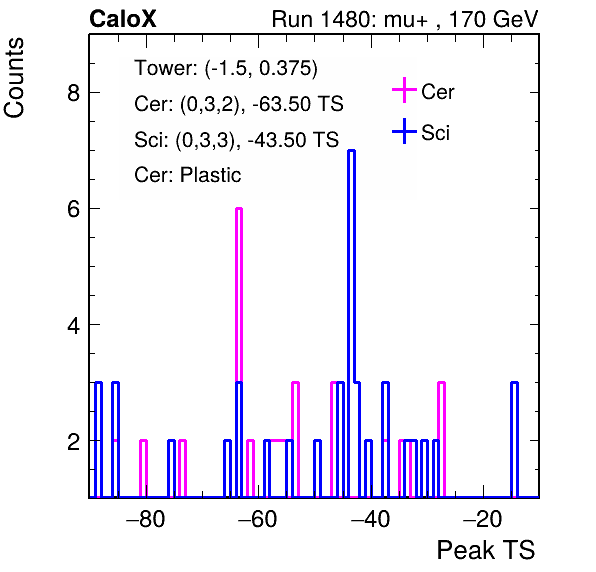 CaloX Run 1480: mu+ , 170 GeV
Counts
Tower: (-1.5, 0.375)
Cer: (0,3,2), -63.50 TS
Sci: (0,3,3), -43.50 TS
Cer: Plastic
Cer
Sci
8
6
4
2
−80 −60 −40 −20
Peak TS